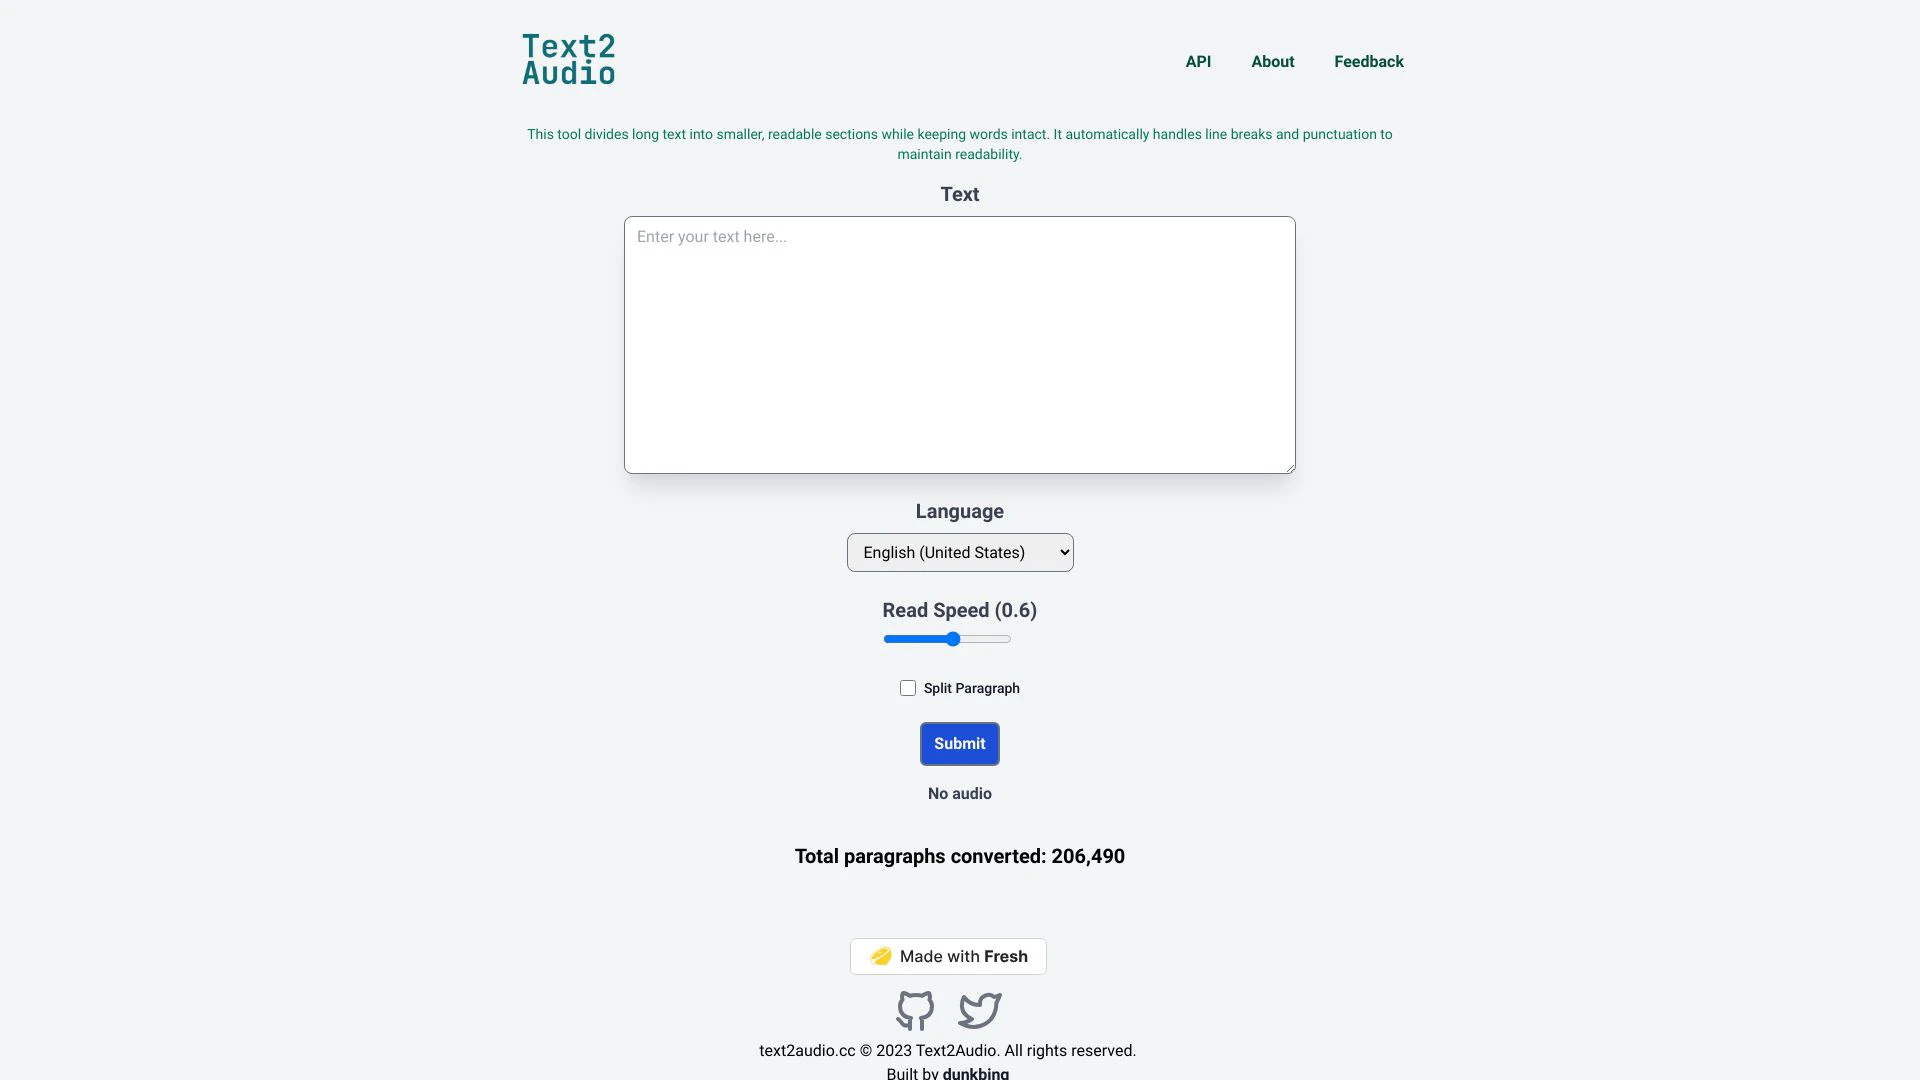 Text2
Audio
API
About
Feedback
This tool divides long text into smaller, readable sections while keeping words intact. It automatically handles line breaks and punctuation to
maintain readability.
Text
Enter your text here...
Language
English (United States)
Read Speed (0.6)
Split Paragraph
Submit
No audio
Total paragraphs converted: 206,490
Made with Fresh
text2audio.cc © 2023 Text2Audio. All rights reserved.
Built by dunkbing